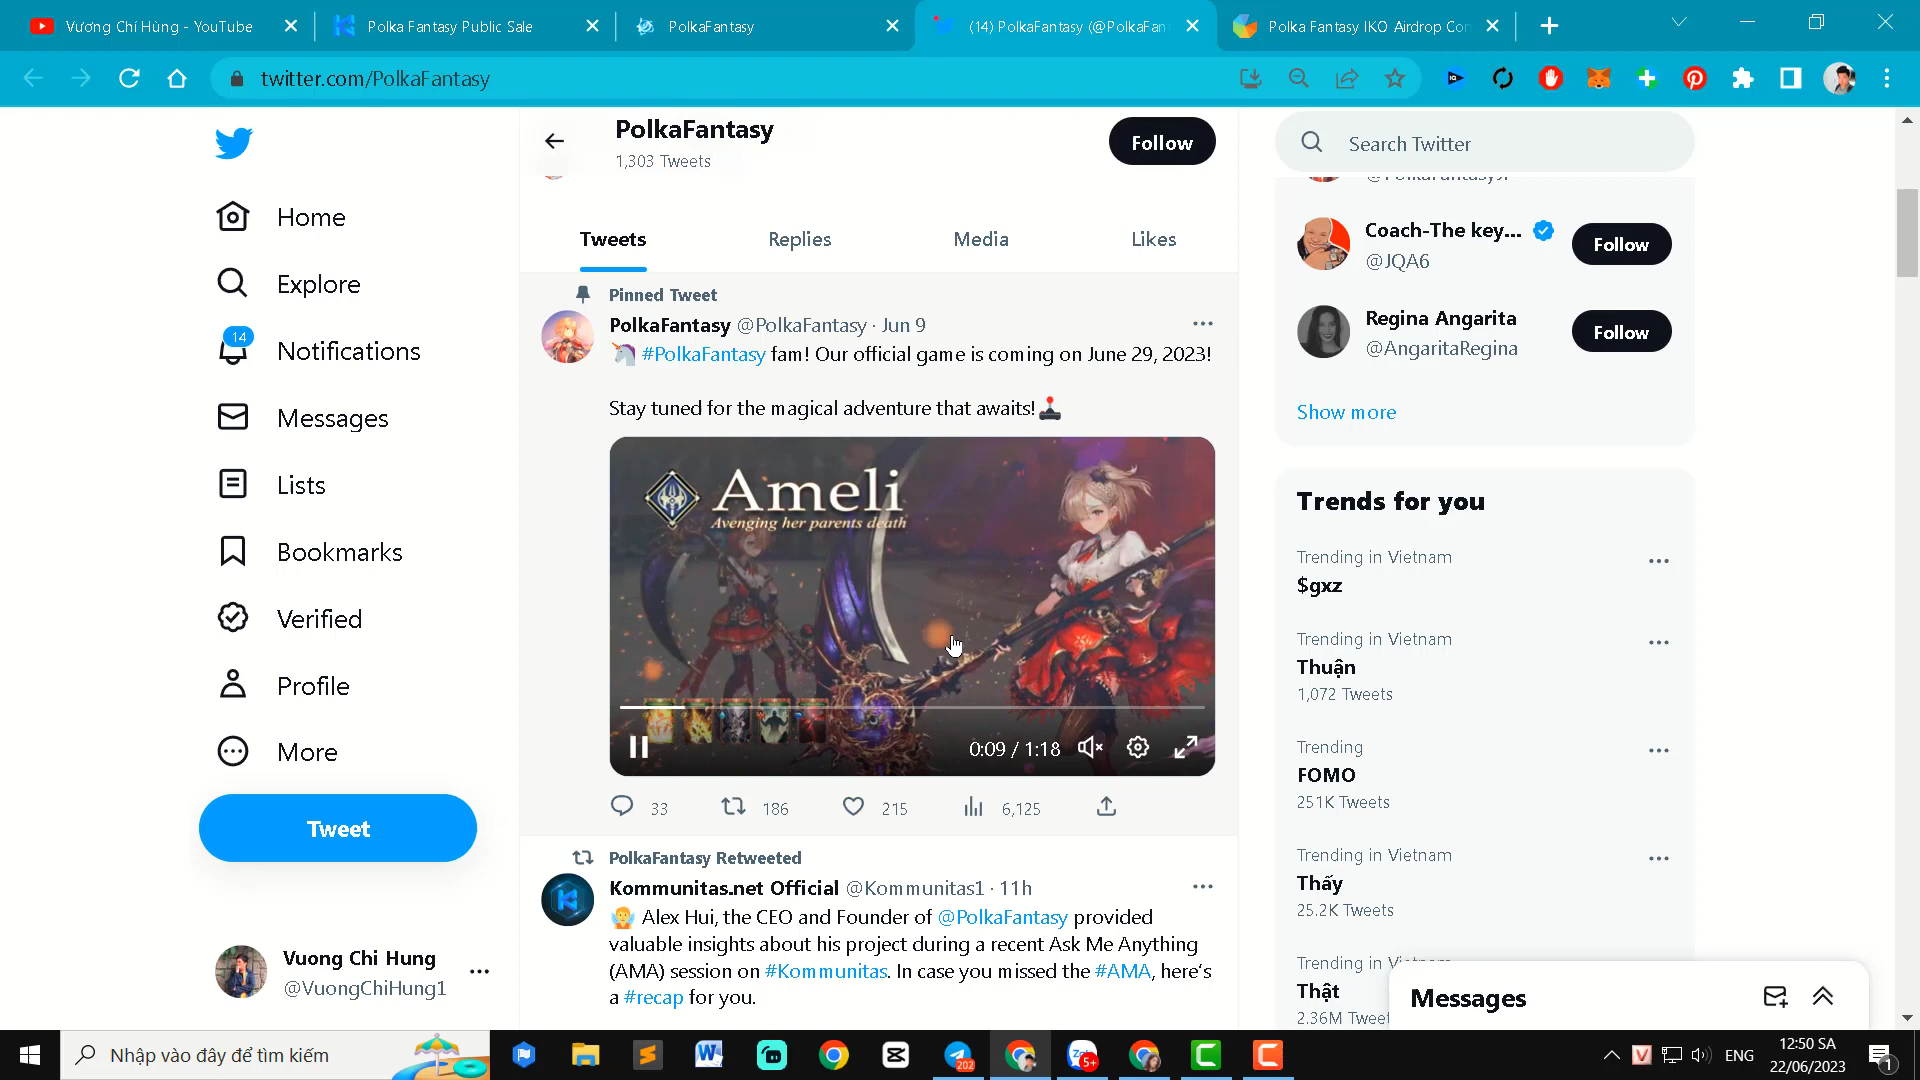 Vương Chí Hùng - YouTube
Polka Fantasy Public Sale
PolkaFantasy
(14) PolkaFantasy (@PolkaFan
Polka Fantasy IKO Airdrop Con
twitter.com/PolkaFantasy
PolkaFantasy
1,303 Tweets
Follow
Search Twitter
Home
Explore
14
Notifications
Messages
Lists
Bookmarks
Verified
Profile
More
Tweet
Vuong Chi Hung
@VuongChiHung1
Tweets
Replies
Media
Likes
Pinned Tweet
PolkaFantasy @PolkaFantasy · Jun 9
#PolkaFantasy fam! Our official game is coming on June 29, 2023!
Stay tuned for the magical adventure that awaits!
Ameli
Avenging her parents death
0:09 / 1:18
33
186
215
6,125
PolkaFantasy Retweeted
Kommunitas.net Official @Kommunitas1 · 11h
Alex Hui, the CEO and Founder of @PolkaFantasy provided
valuable insights about his project during a recent Ask Me Anything
(AMA) session on #Kommunitas. In case you missed the #AMA, here's
a #recap for you.
Coach-The key...
@JQA6
Follow
Regina Angarita
@AngaritaRegina
Follow
Show more
Trends for you
Trending in Vietnam
$gxz
Trending in Vietnam
Thuận
1,072 Tweets
Trending
FOMO
251K Tweets
Trending in Vietnam
Thấy
25.2K Tweets
Trending in
Thật
2.36M Tweet
Messages
Nhập vào đây để tìm kiếm
202
5+
ENG
12:50 SA
22/06/2023
1